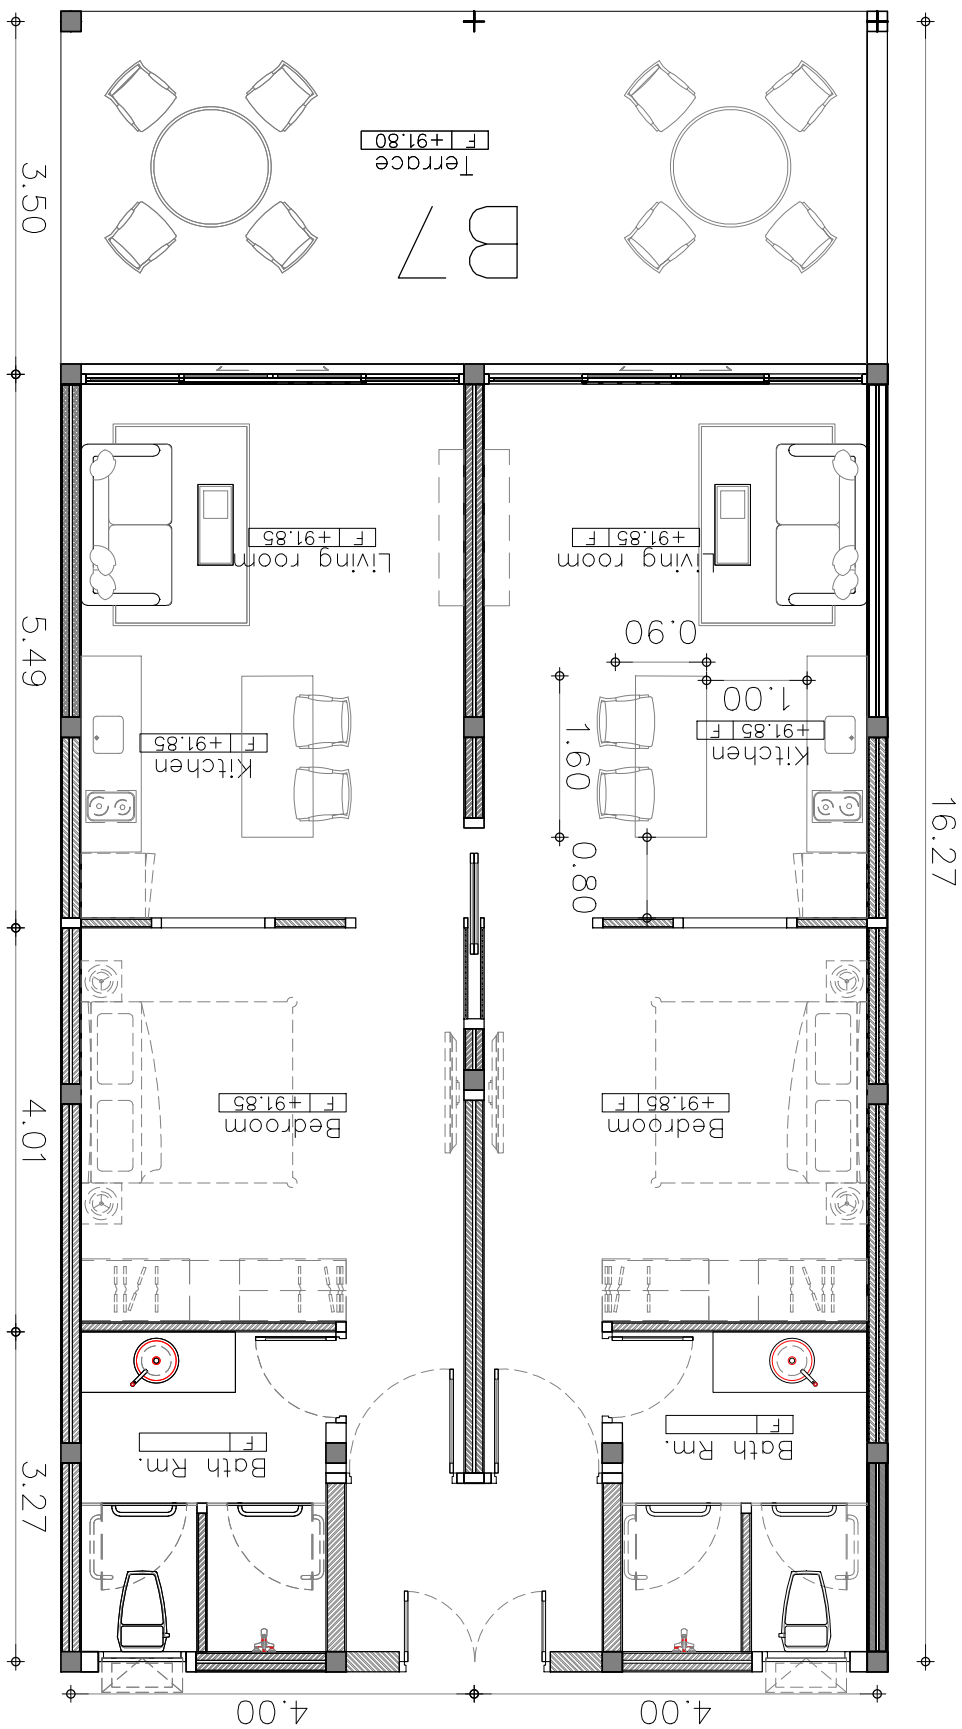 4.00
4.00
3.27
Bath Rm.
F
Bath Rm.
F
4.01
Bedroom
+91.85 F
Bedroom
F +91.85
16.27
0.80
1.60
Kitchen
+91.85 F
Kitchen
F +91.85
1.00
0.90
5.49
Living room
+91.85 F
Living room
F +91.85
B7
3.50
Terrace
F +91.80